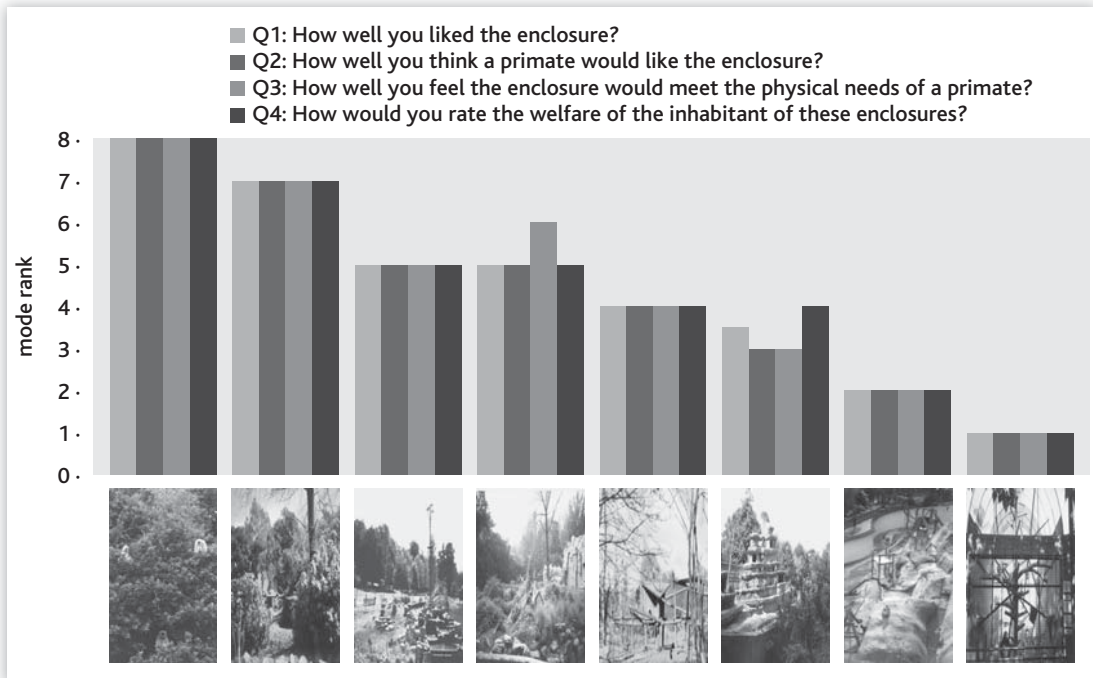 Q1: How well you liked the enclosure?
Q2: How well you think a primate would like the enclosure?
Q3: How well you feel the enclosure would meet the physical needs of a primate?
Q4: How would you rate the welfare of the inhabitant of these enclosures?
mode rank
8
7
6
5
4
3
2
1
0